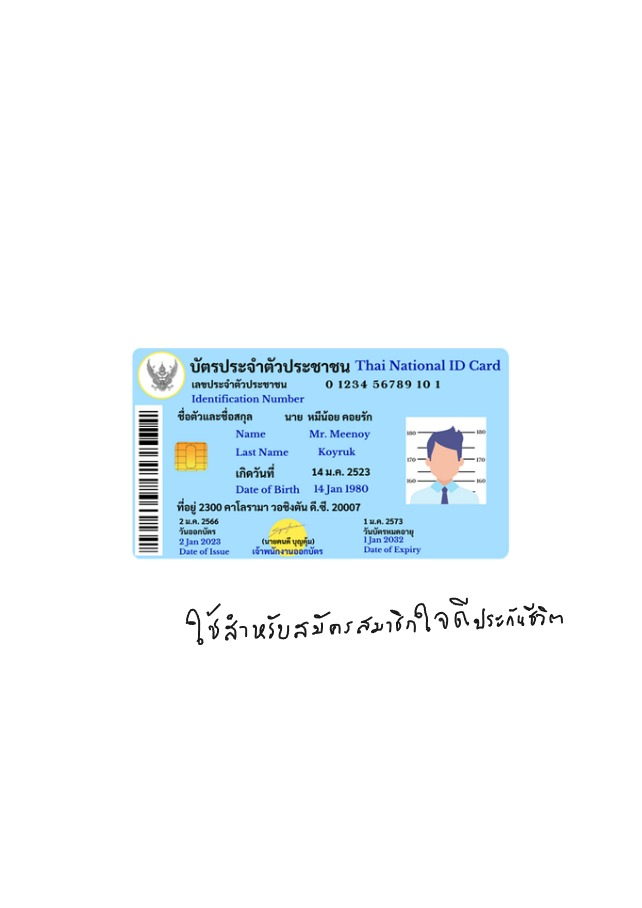 บัตรประจำตัวประชาชน Thai National ID Card
เลขประจำตัวประชาชน 0 1234 56789 10 1
Identification Number
ชื่อตัวและชื่อสกุล นาย หมีน้อย คอยรัก
Name Mr. Meenoy
Last Name Koyruk
เกิดวันที่ 14 ม.ค. 2523
Date of Birth 14 Jan 1980
ที่อยู่ 2300 คาโลรามา วอชิงตัน ดี.ซี. 20007
2 ม.ค. 2566 1 ม.ค. 2573
วันออกบัตร (นายคนดี บุญคุ้ม) วันบัตรหมดอายุ
2 Jan 2023 1 Jan 2032
Date of Issue เจ้าพนักงานออกบัตร Date of Expiry
180 180
170 170
160 160
ใช้สำหรับสมัครสมาชิกใจดีประกันชีวิต